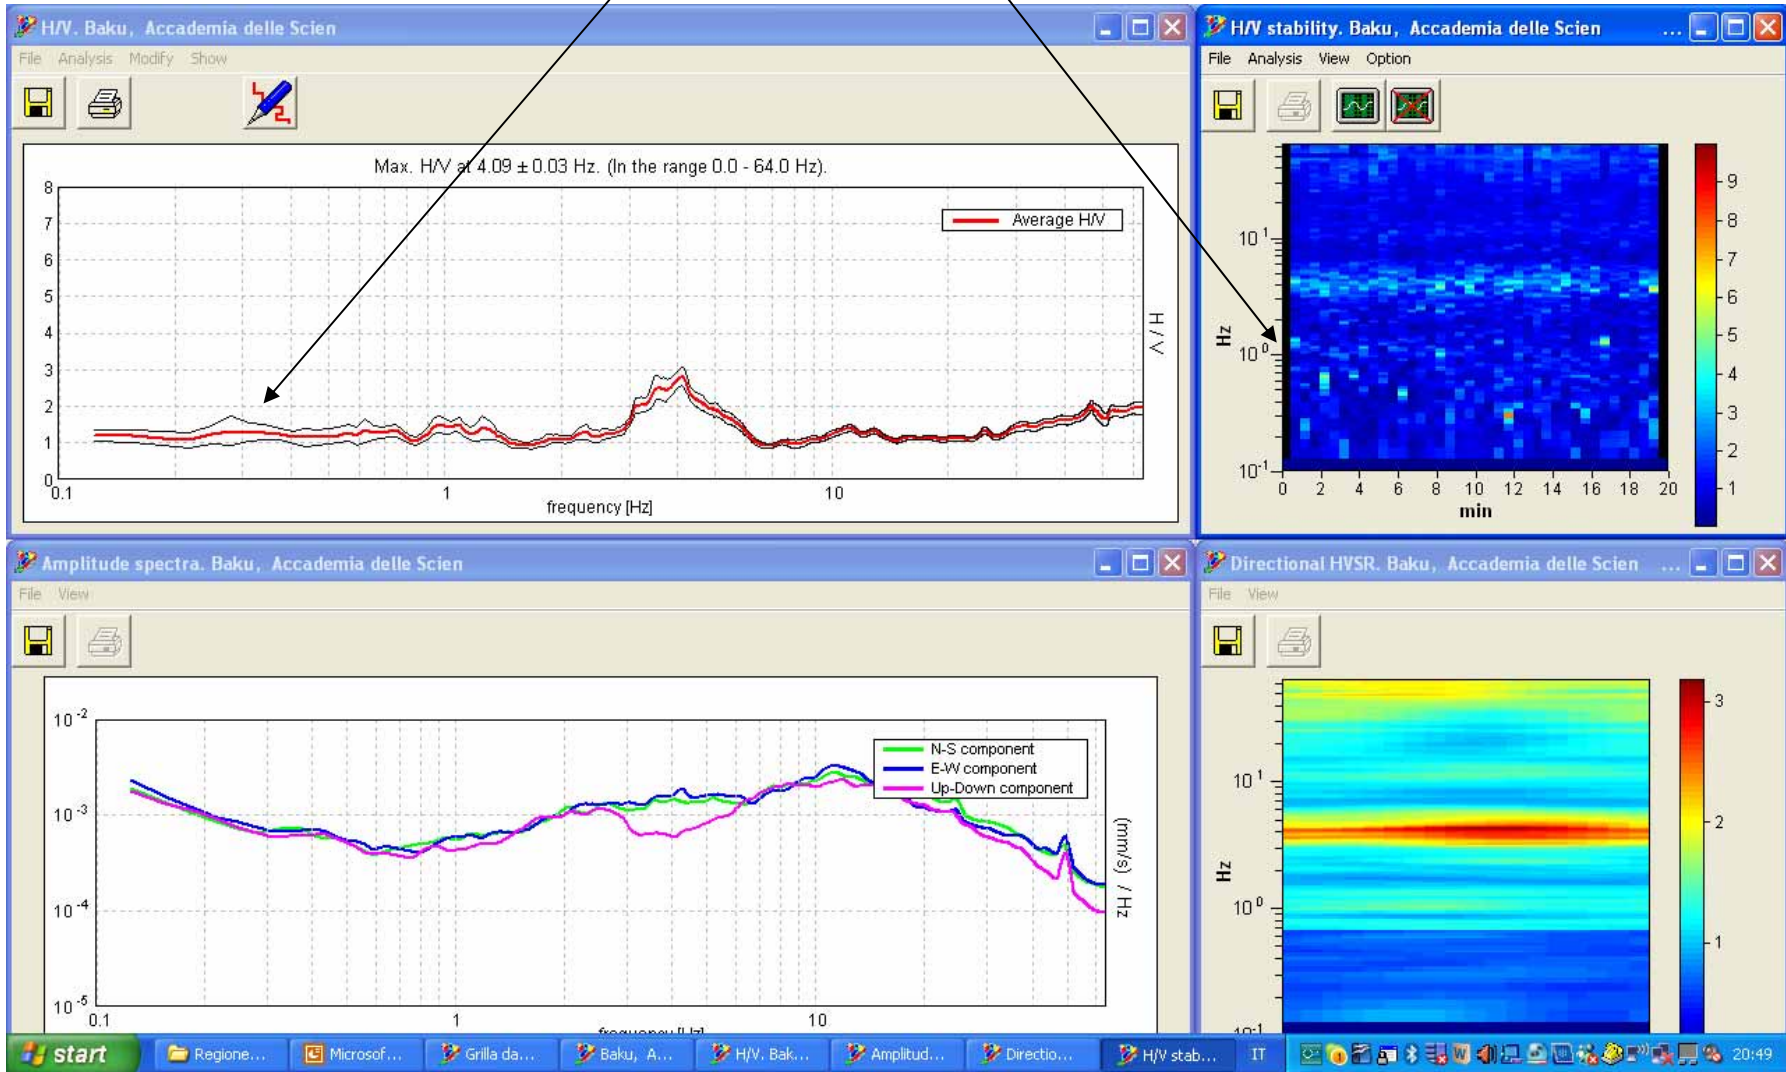 H/V. Baku, Accademia delle Scien
File Analysis Modify Show
Max. H/V at 4.09 ± 0.03 Hz. (In the range 0.0 - 64.0 Hz).
Average H/V
8
7
6
5
4
3
2
1
0
H / V
0.1 1 10
frequency [Hz]
H/V stability. Baku, Accademia delle Scien ...
File Analysis View Option
10¹
10⁰
10⁻¹
Hz
0 2 4 6 8 10 12 14 16 18 20
min
9
8
7
6
5
4
3
2
1
Amplitude spectra. Baku, Accademia delle Scien
File View
N-S component
E-W component
Up-Down component
10⁻²
10⁻³
10⁻⁴
10⁻⁵
(mm/s) / Hz
0.1 1 10
frequency [Hz]
Directional HVSR. Baku, Accademia delle Scien ...
File View
10¹
10⁰
10⁻¹
Hz
3
2
1
start Regione... Microsof... Grilla da... Baku, A... H/V. Bak... Amplitud... Directio... H/V stab... IT 20:49